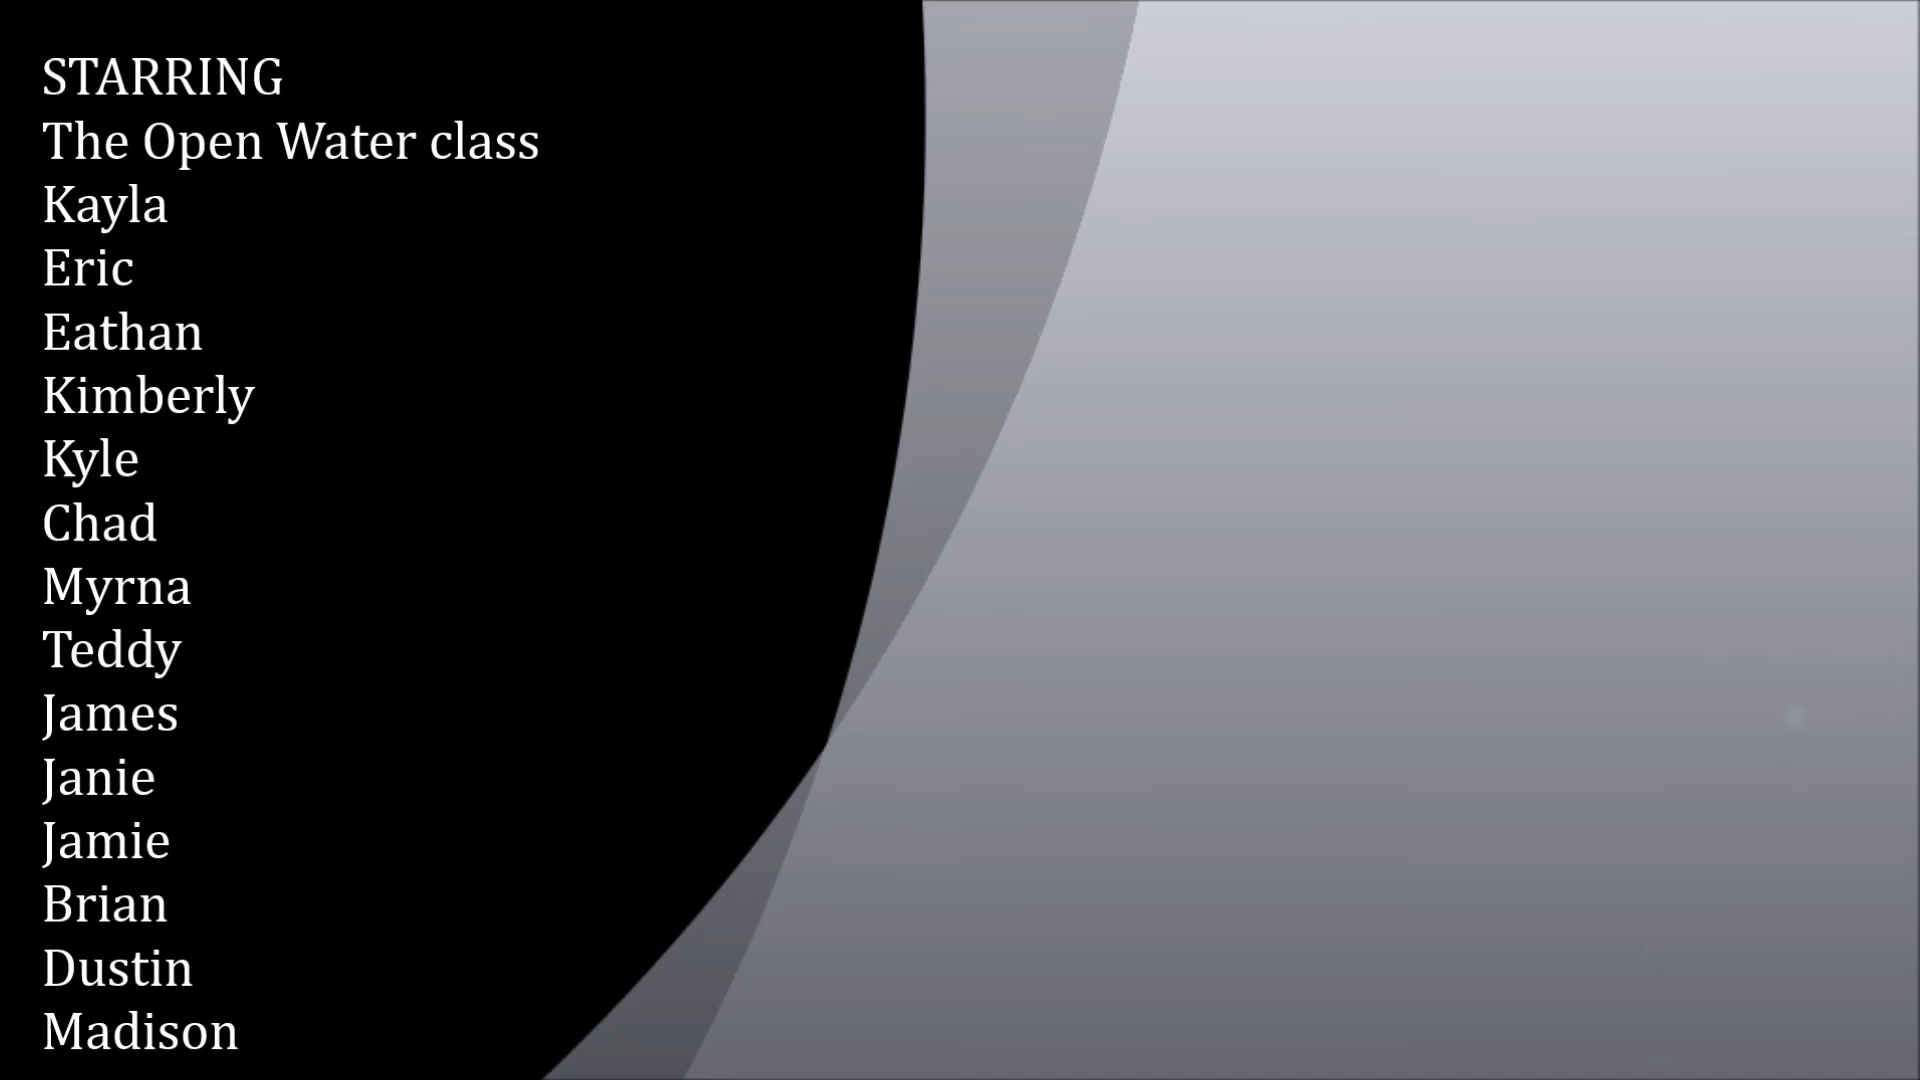 STARRING
The Open Water class
Kayla
Eric
Eathan
Kimberly
Kyle
Chad
Myrna
Teddy
James
Janie
Jamie
Brian
Dustin
Madison